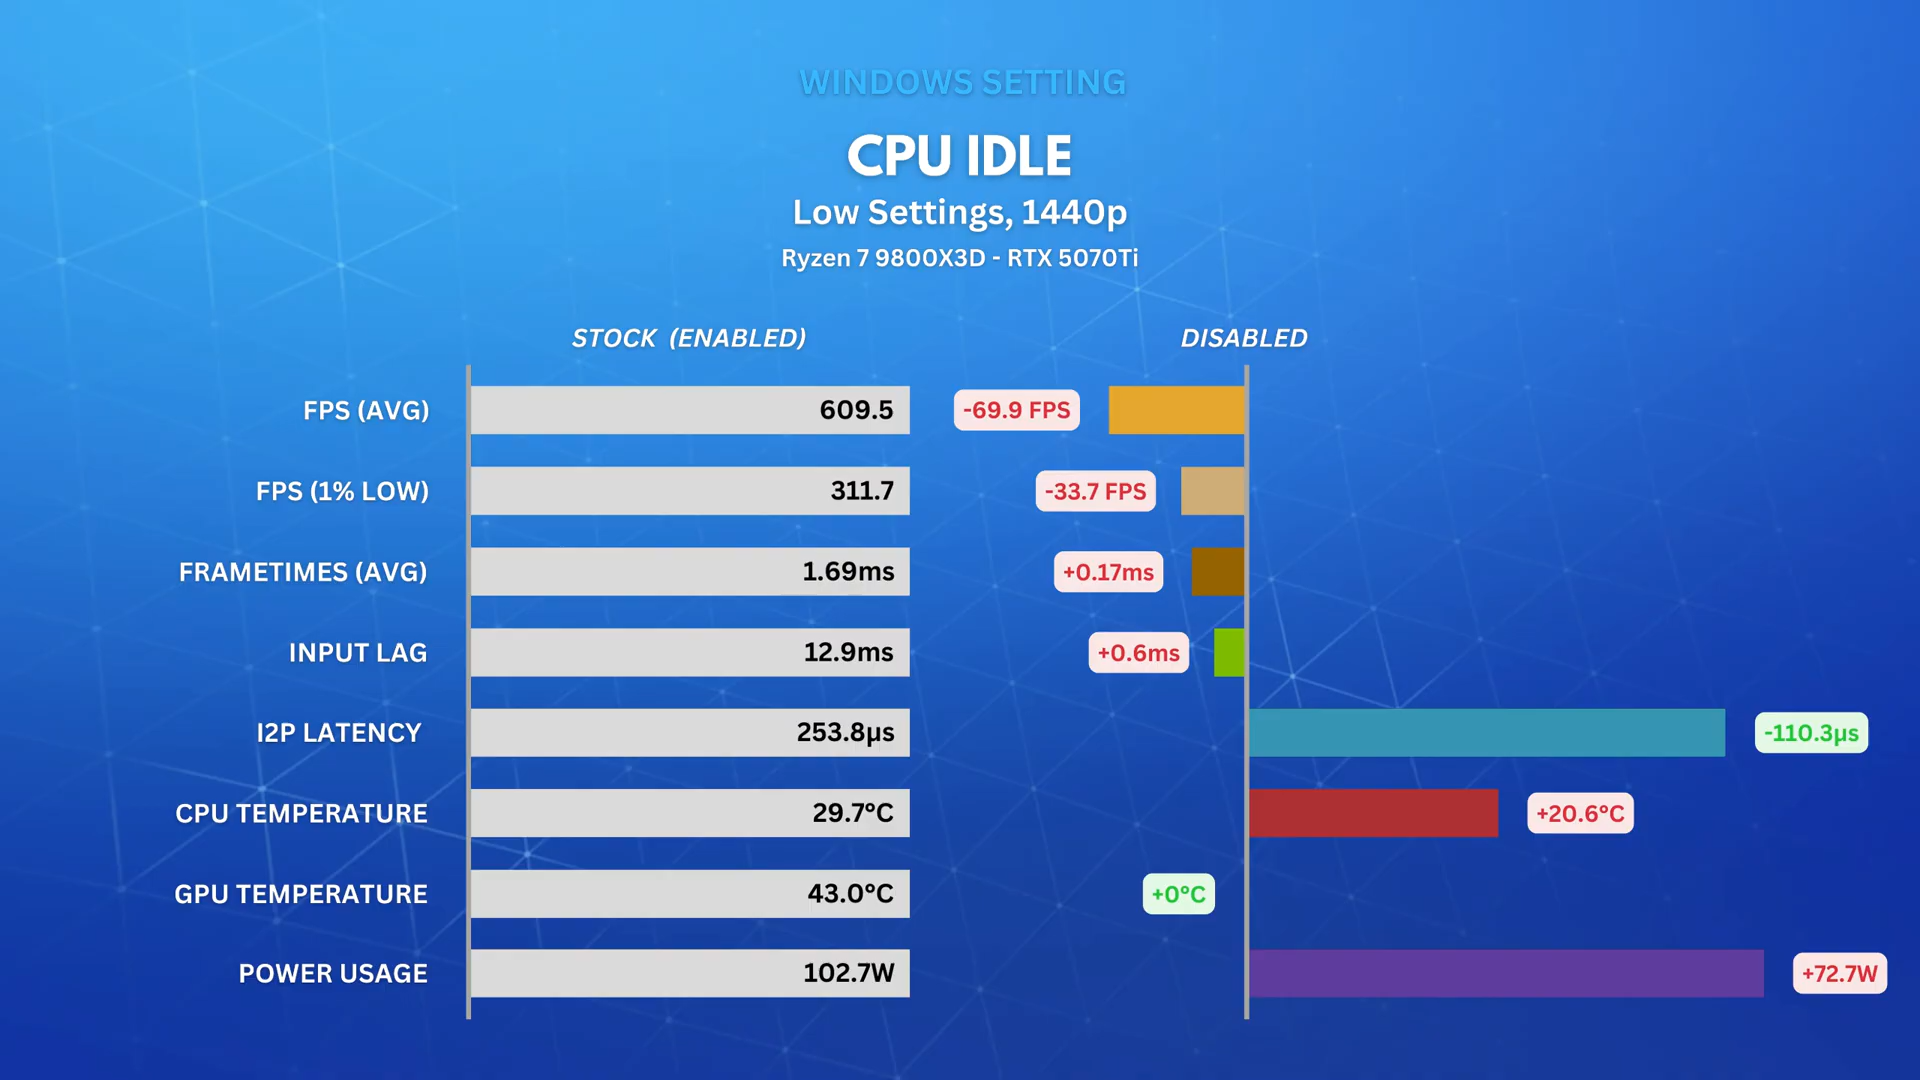 WINDOWS SETTING
CPU IDLE
Low Settings, 1440p
Ryzen 7 9800X3D - RTX 5070Ti
STOCK (ENABLED) DISABLED
FPS (AVG) 609.5 -69.9 FPS
FPS (1% LOW) 311.7 -33.7 FPS
FRAMETIMES (AVG) 1.69ms +0.17ms
INPUT LAG 12.9ms +0.6ms
I2P LATENCY 253.8µs -110.3µs
CPU TEMPERATURE 29.7°C +20.6°C
GPU TEMPERATURE 43.0°C +0°C
POWER USAGE 102.7W +72.7W